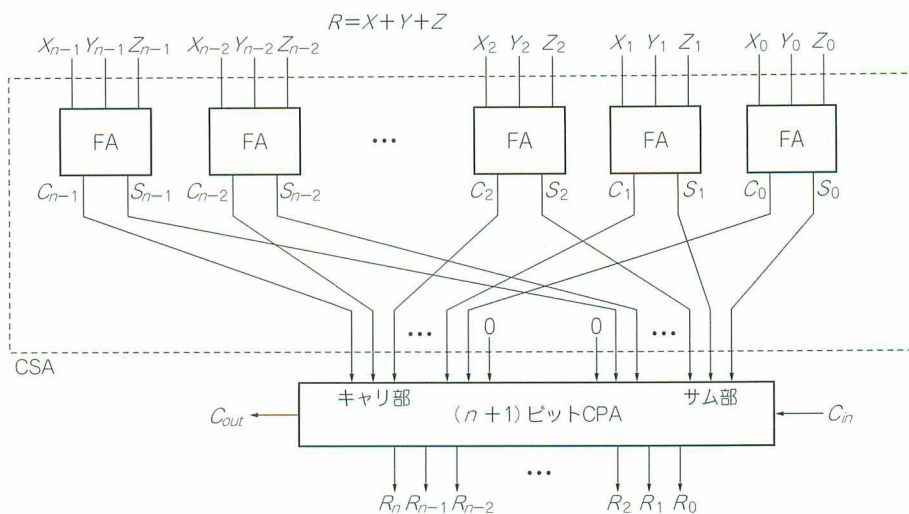 R=X+Y+Z
Xn−1 Yn−1 Zn−1 Xn−2 Yn−2 Zn−2 X2 Y2 Z2 X1 Y1 Z1 X0 Y0 Z0
FA FA ... FA FA FA
Cn−1 Sn−1 Cn−2 Sn−2 C2 S2 C1 S1 C0 S0
... 0 0 ...
CSA
キャリ部 サム部
Cout (n+1)ビットCPA Cin
...
Rn Rn−1 Rn−2 R2 R1 R0